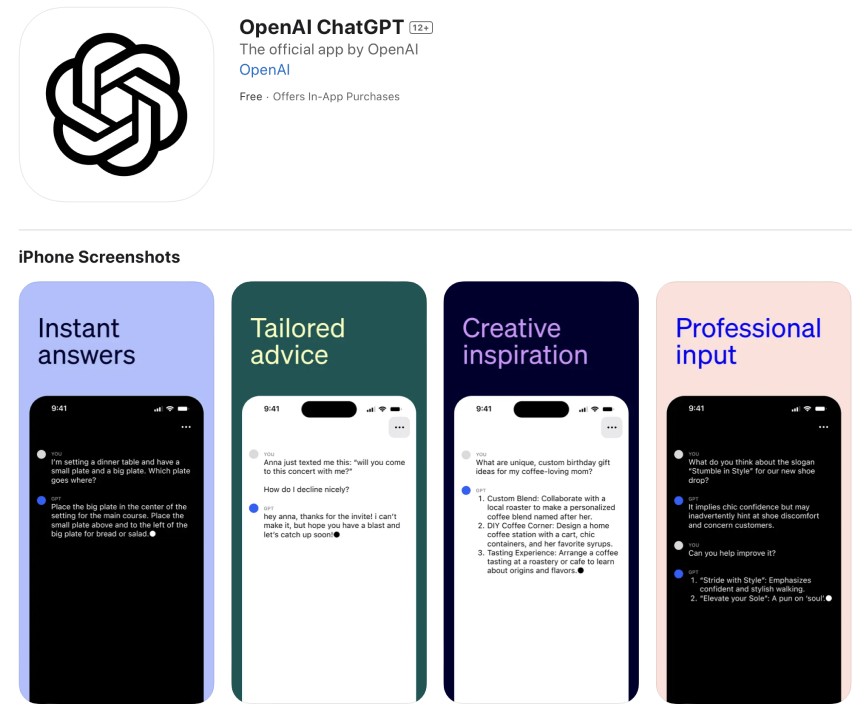 OpenAI ChatGPT 12+
The official app by OpenAI
OpenAI
Free · Offers In-App Purchases
iPhone Screenshots
Instant
answers
9:41
YOU
I'm setting a dinner table and have a
small plate and a big plate. Which plate
goes where?
GPT
Place the big plate in the center of the
setting for the main course. Place the
small plate above and to the left of the
big plate for bread or salad.
Tailored
advice
9:41
YOU
Anna just texted me this: “will you come
to this concert with me?”
How do I decline nicely?
GPT
hey anna, thanks for the invite! i can't
make it, but hope you have a blast and
let's catch up soon!
Creative
inspiration
9:41
YOU
What are unique, custom birthday gift
ideas for my coffee-loving mom?
GPT
1. Custom Blend: Collaborate with a
local roaster to make a personalized
coffee blend named after her.
2. DIY Coffee Corner: Design a home
coffee station with a cart, chic
containers, and her favorite syrups.
3. Tasting Experience: Arrange a coffee
tasting at a roastery or cafe to learn
about origins and flavors.
Professional
input
9:41
YOU
What do you think about the slogan
“Stumble in Style” for our new shoe
drop?
GPT
It implies chic confidence but may
inadvertently hint at shoe discomfort
and concern customers.
YOU
Can you help improve it?
GPT
1. “Stride with Style”: Emphasizes
confident and stylish walking.
2. “Elevate your Sole”: A pun on ‘soul’.